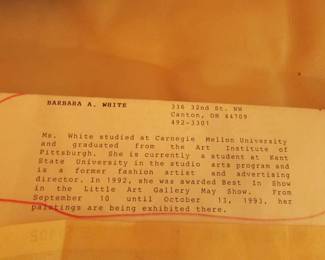 BARBARA A. WHITE 336 32nd St. NW
Canton, OH 44709
492-3301
Ms. White studied at Carnegie Mellon University
and graduated from the Art Institute of
Pittsburgh. She is currently a student at Kent
State University in the studio arts program and
is a former fashion artist and advertising
director. In 1992, she was awarded Best In Show
in the Little Art Gallery May Show. From
September 10 until October 11, 1993, her
paintings are being exhibited there.